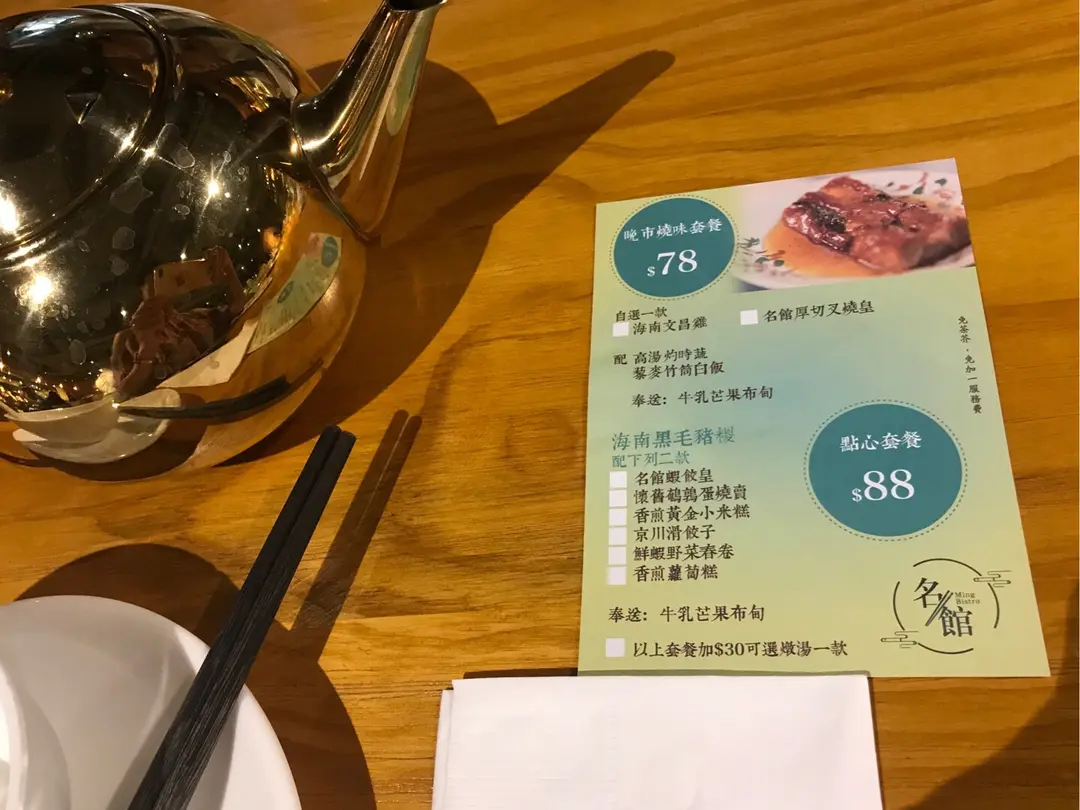 晚市燒味套餐
$78
自選一款
海南文昌雞
名館厚切叉燒皇
配 高湯灼時蔬
藜麥竹筒白飯
奉送：牛乳芒果布甸
免茶芥，免加一服務費
海南黑毛豬糭
配下列二款
名館蝦餃皇
懷舊鵪鶉蛋燒賣
香煎黃金小米糕
京川滑餃子
鮮蝦野菜春卷
香煎蘿蔔糕
點心套餐
$88
奉送：牛乳芒果布甸
以上套餐加$30可選燉湯一款
名館
Ming
Bistro